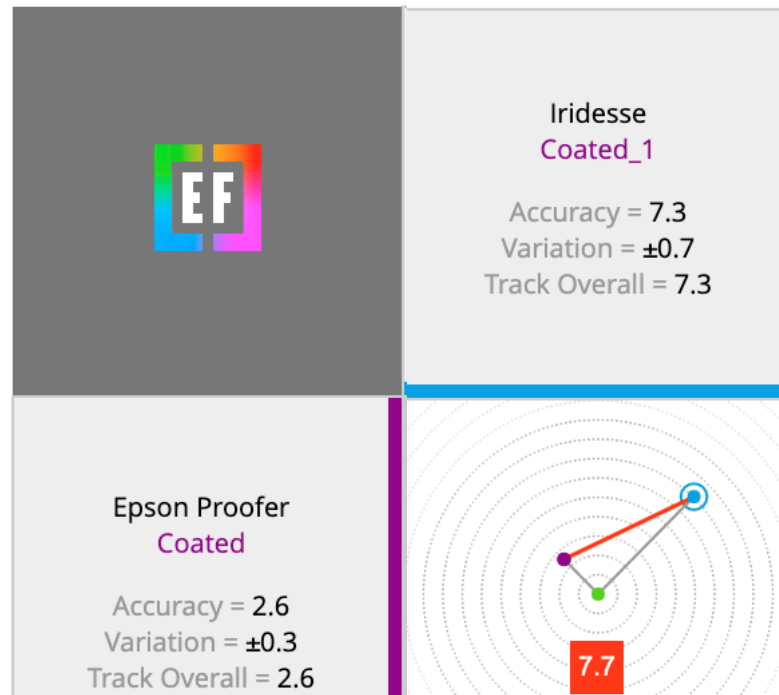 EF
Iridesse
Coated_1
Accuracy = 7.3
Variation = ±0.7
Track Overall = 7.3
Epson Proofer
Coated
Accuracy = 2.6
Variation = ±0.3
Track Overall = 2.6
7.7